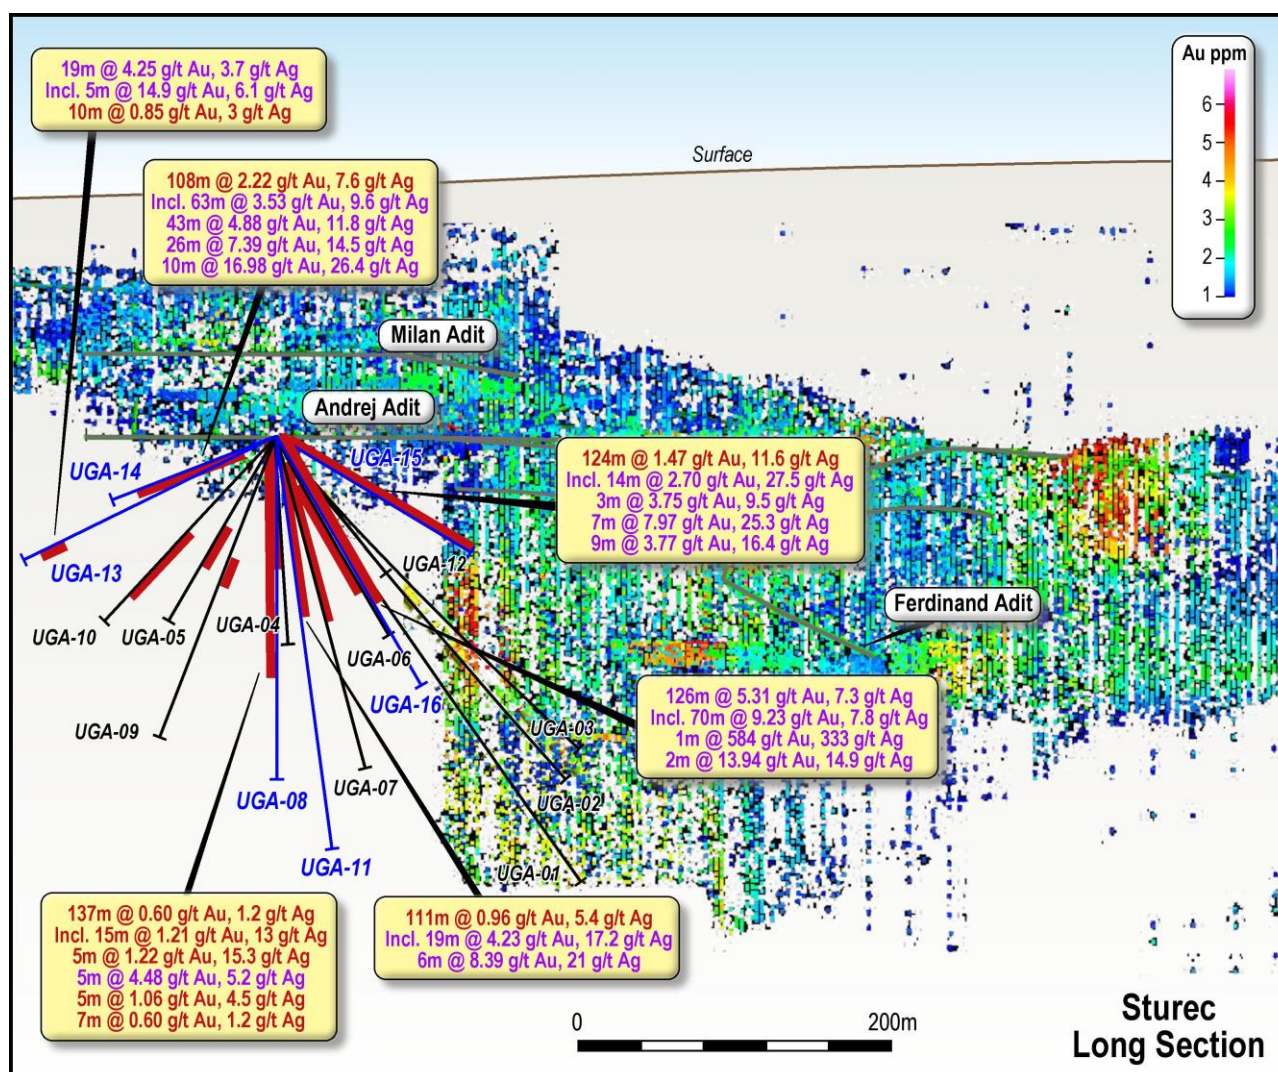 19m @ 4.25 g/t Au, 3.7 g/t Ag
Incl. 5m @ 14.9 g/t Au, 6.1 g/t Ag
10m @ 0.85 g/t Au, 3 g/t Ag
Au ppm
6
5
4
3
2
1
Surface
108m @ 2.22 g/t Au, 7.6 g/t Ag
Incl. 63m @ 3.53 g/t Au, 9.6 g/t Ag
43m @ 4.88 g/t Au, 11.8 g/t Ag
26m @ 7.39 g/t Au, 14.5 g/t Ag
10m @ 16.98 g/t Au, 26.4 g/t Ag
Milan Adit
Andrej Adit
UGA-14
UGA-15
UGA-13
124m @ 1.47 g/t Au, 11.6 g/t Ag
Incl. 14m @ 2.70 g/t Au, 27.5 g/t Ag
3m @ 3.75 g/t Au, 9.5 g/t Ag
7m @ 7.97 g/t Au, 25.3 g/t Ag
9m @ 3.77 g/t Au, 16.4 g/t Ag
UGA-12
Ferdinand Adit
UGA-10
UGA-05
UGA-04
UGA-06
UGA-16
UGA-09
UGA-03
126m @ 5.31 g/t Au, 7.3 g/t Ag
Incl. 70m @ 9.23 g/t Au, 7.8 g/t Ag
1m @ 584 g/t Au, 333 g/t Ag
2m @ 13.94 g/t Au, 14.9 g/t Ag
UGA-08
UGA-07
UGA-02
UGA-11
UGA-01
137m @ 0.60 g/t Au, 1.2 g/t Ag
Incl. 15m @ 1.21 g/t Au, 13 g/t Ag
5m @ 1.22 g/t Au, 15.3 g/t Ag
5m @ 4.48 g/t Au, 5.2 g/t Ag
5m @ 1.06 g/t Au, 4.5 g/t Ag
7m @ 0.60 g/t Au, 1.2 g/t Ag
111m @ 0.96 g/t Au, 5.4 g/t Ag
Incl. 19m @ 4.23 g/t Au, 17.2 g/t Ag
6m @ 8.39 g/t Au, 21 g/t Ag
0
200m
Sturec
Long Section